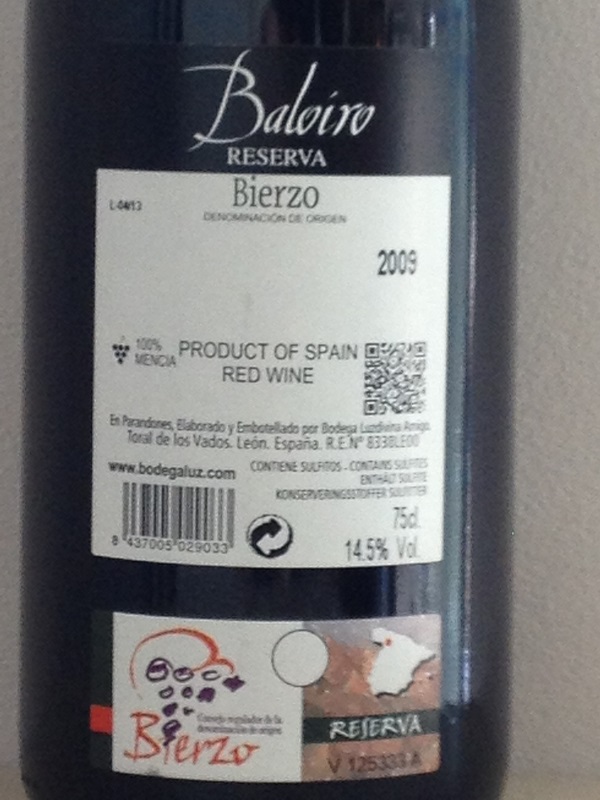 Baloiro
RESERVA
Bierzo
L-04/13
DENOMINACIÓN DE ORIGEN
2009
100%
MENCIA
PRODUCT OF SPAIN
RED WINE
En Parandones, Elaborado y Embotellado por Bodega Luzdivina Amigo.
Toral de los Vados. León. España. R.E.Nº 8338LE00
www.bodegaluz.com
CONTIENE SULFITOS - CONTAINS SULFITES
ENTHÄLT SULFITE
KONSERVERINGSSTOFFER SULFITTER
75cl.
8 437005 029033
14.5% Vol.
Consejo regulador de la
denominación de origen
Bierzo
RESERVA
V 125333 A